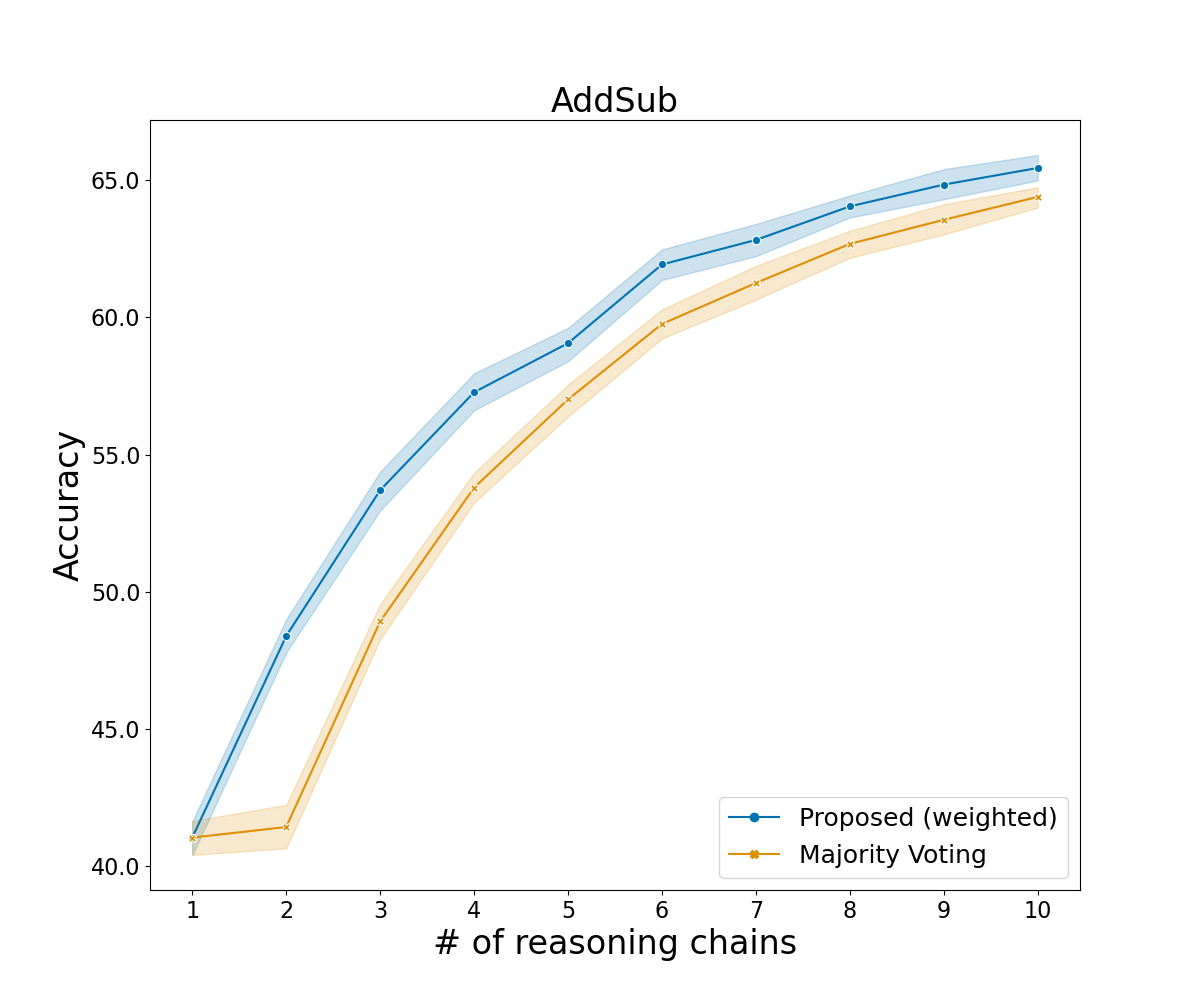 AddSub
Accuracy
65.0
60.0
55.0
50.0
45.0
40.0
1 2 3 4 5 6 7 8 9 10
# of reasoning chains
Proposed (weighted)
Majority Voting